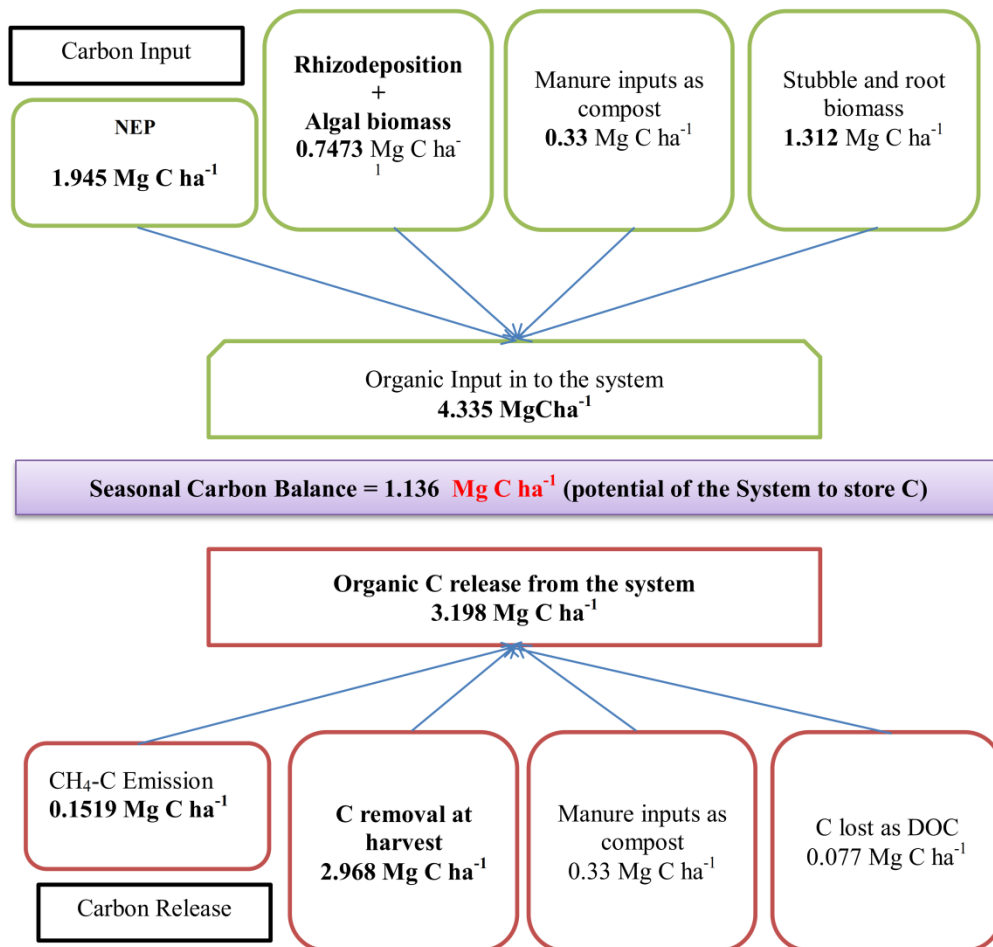 Carbon Input
NEP
1.945 Mg C ha⁻¹
Rhizodeposition
+
Algal biomass
0.7473 Mg C ha⁻
¹
Manure inputs as
compost
0.33 Mg C ha⁻¹
Stubble and root
biomass
1.312 Mg C ha⁻¹
Organic Input in to the system
4.335 MgCha⁻¹
Seasonal Carbon Balance = 1.136 Mg C ha⁻¹ (potential of the System to store C)
Organic C release from the system
3.198 Mg C ha⁻¹
CH₄-C Emission
0.1519 Mg C ha⁻¹
C removal at
harvest
2.968 Mg C ha⁻¹
Manure inputs as
compost
0.33 Mg C ha⁻¹
C lost as DOC
0.077 Mg C ha⁻¹
Carbon Release